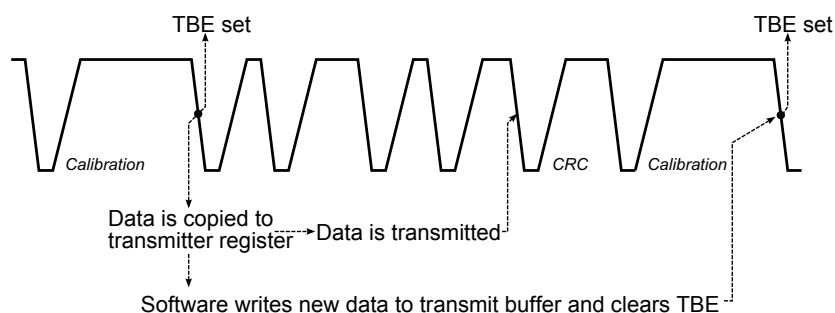 TBE set
TBE set
Calibration
CRC
Calibration
Data is copied to
transmitter register
Data is transmitted
Software writes new data to transmit buffer and clears TBE